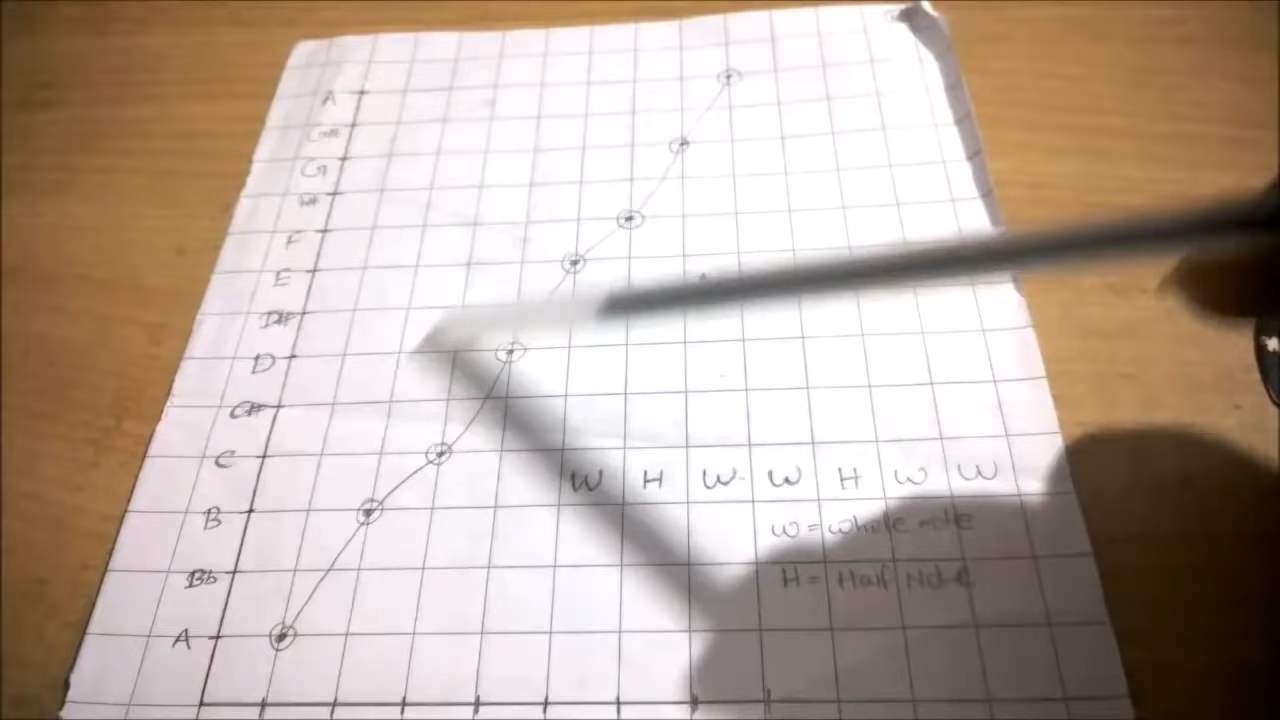 A
G#
G
F
E
D#
D
C#
C
B
Bb
A
W H W W H W W
W = Whole note
H = Half Note